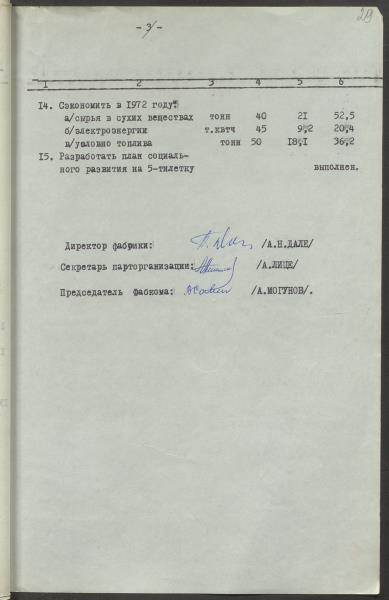 -3-
219
1 2 3 4 5 6
14. Сэкономить в 1972 году:
а/сырья в сухих веществах тонн 40 21 52,5
б/электроэнергии т.квтч 45 9,2 20,4
в/условно топлива тонн 50 18,1 36,2
15. Разработать план социаль-
ного развития на 5-тилетку выполнен.
Директор фабрики: /А.Н.ДАЛЕ/
Секретарь парторганизации: /А.ЛИЦЕ/
Председатель фабкома: /А.МОГУНОВ/.